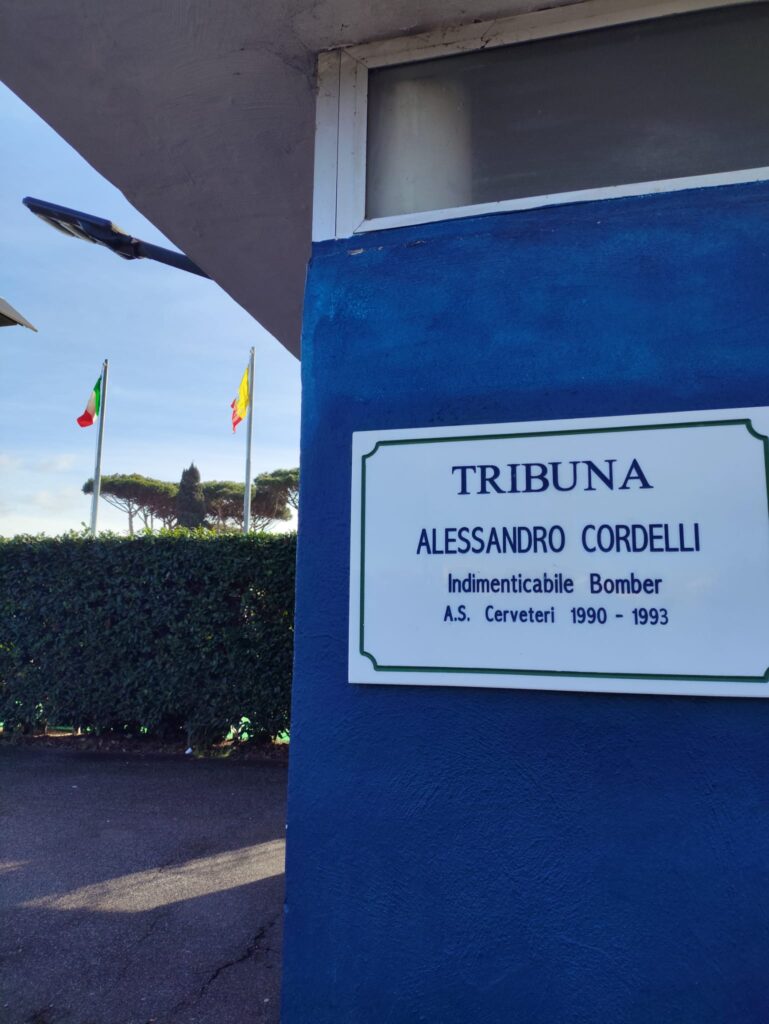 TRIBUNA
ALESSANDRO CORDELLI
Indimenticabile Bomber
A.S. Cerveteri 1990 - 1993